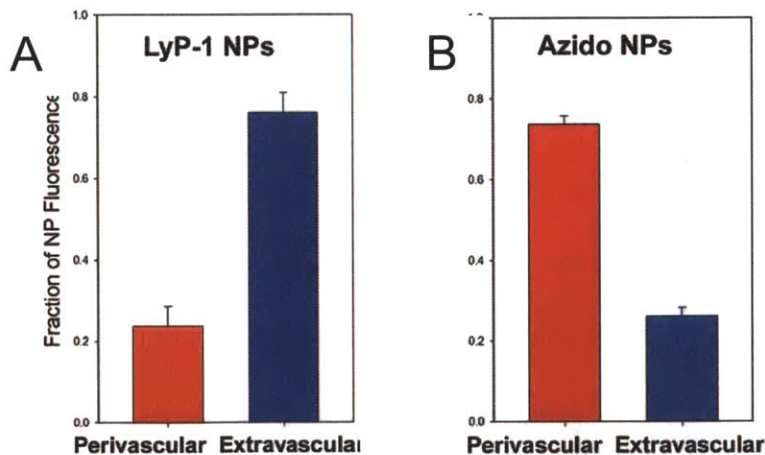 A
LyP-1 NPs
Fraction of NP Fluorescence
1.0
0.8
0.6
0.4
0.2
0.0
Perivascular Extravascular
B
Azido NPs
0.8
0.6
0.4
0.2
0.0
Perivascular Extravascular